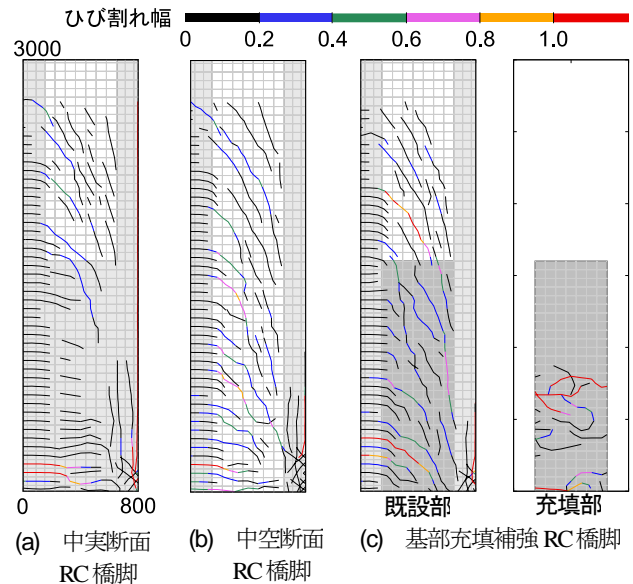 ひび割れ幅
0 0.2 0.4 0.6 0.8 1.0
3000
0 800
既設部 充填部
(a) 中実断面 RC 橋脚
(b) 中空断面 RC 橋脚
(c) 基部充填補強 RC 橋脚